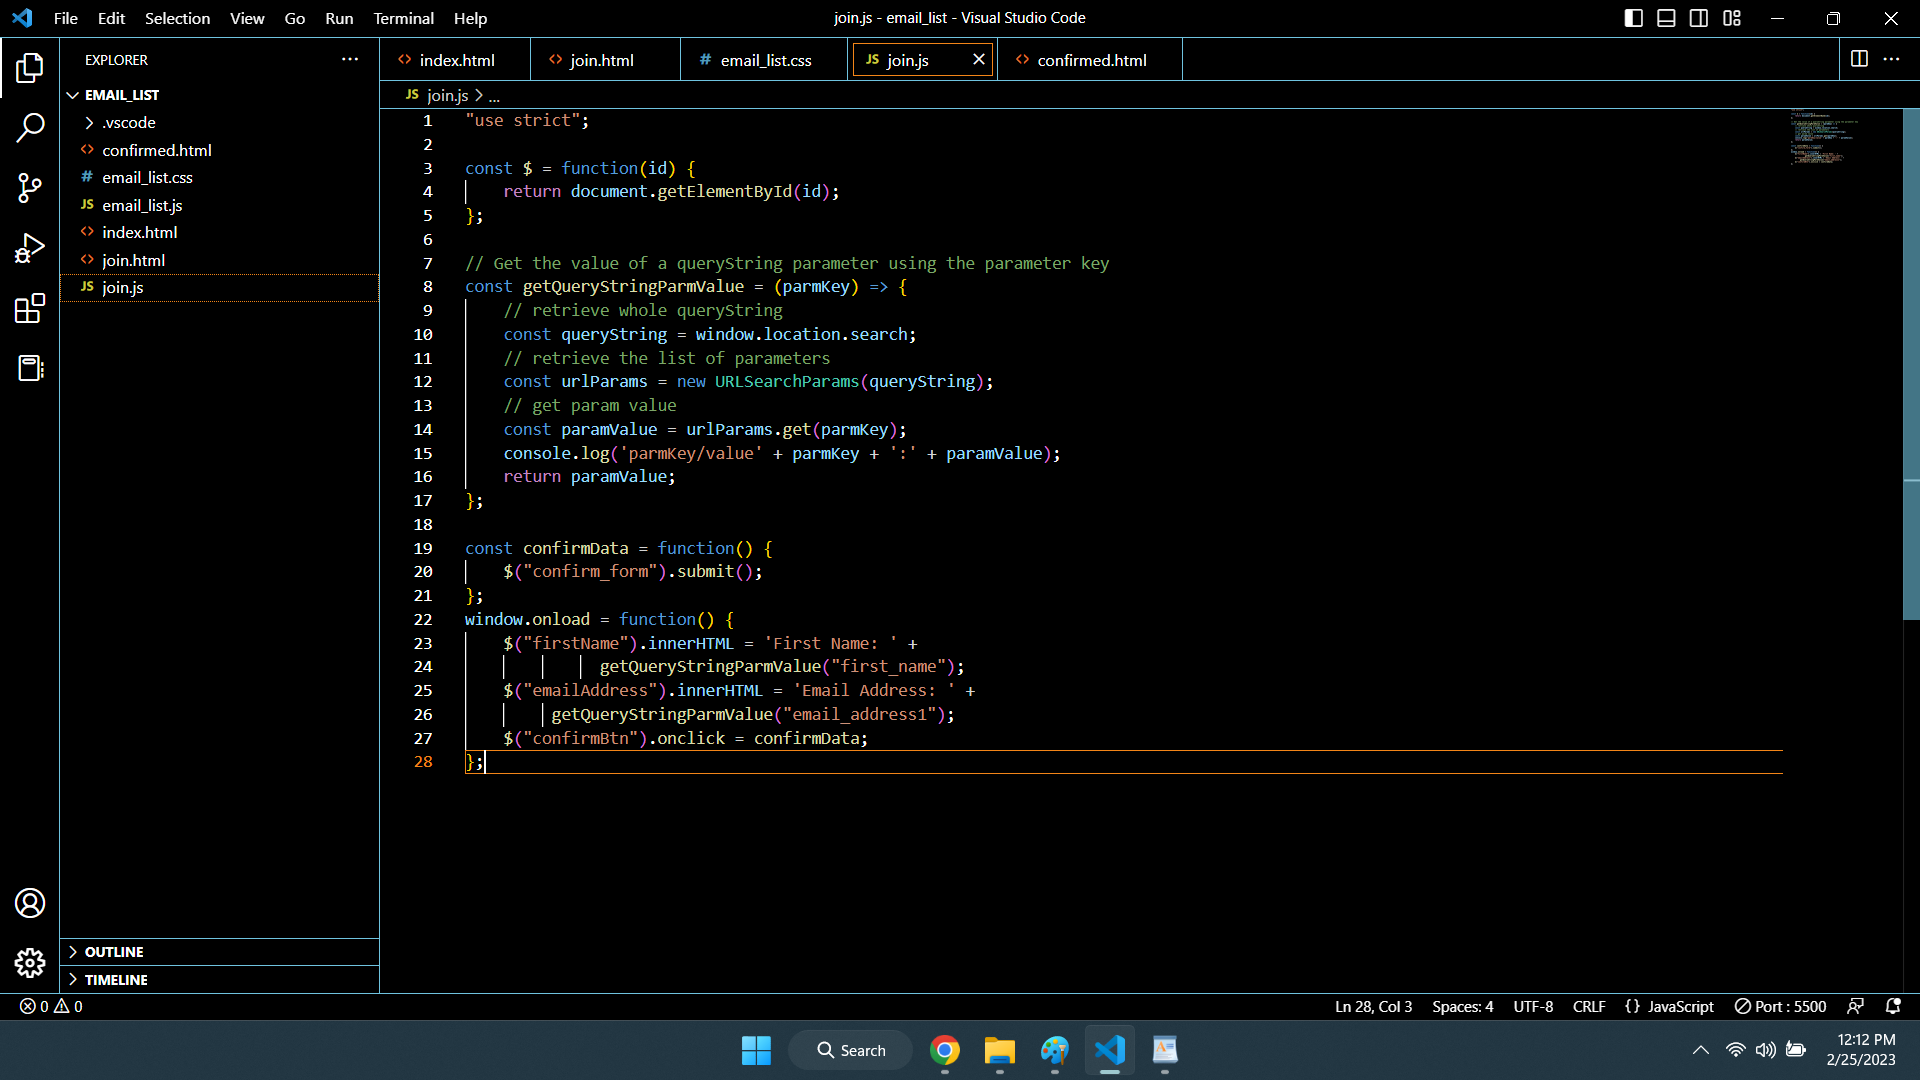 File Edit Selection View Go Run Terminal Help
join.js - email_list - Visual Studio Code
EXPLORER
EMAIL_LIST
.vscode
<> confirmed.html
# email_list.css
JS email_list.js
<> index.html
<> join.html
JS join.js
OUTLINE
TIMELINE
<> index.html
<> join.html
# email_list.css
JS join.js
<> confirmed.html
JS join.js > ...
1 "use strict";
2
3 const $ = function(id) {
4 return document.getElementById(id);
5 };
6
7 // Get the value of a queryString parameter using the parameter key
8 const getQueryStringParmValue = (parmKey) => {
9 // retrieve whole queryString
10 const queryString = window.location.search;
11 // retrieve the list of parameters
12 const urlParams = new URLSearchParams(queryString);
13 // get param value
14 const paramValue = urlParams.get(parmKey);
15 console.log('parmKey/value' + parmKey + ':' + paramValue);
16 return paramValue;
17 };
18
19 const confirmData = function() {
20 $("confirm_form").submit();
21 };
22 window.onload = function() {
23 $("firstName").innerHTML = 'First Name: ' +
24 getQueryStringParmValue("first_name");
25 $("emailAddress").innerHTML = 'Email Address: ' +
26 getQueryStringParmValue("email_address1");
27 $("confirmBtn").onclick = confirmData;
28 };
0 0
Ln 28, Col 3 Spaces: 4 UTF-8 CRLF {} JavaScript Port : 5500
Search
12:12 PM
2/25/2023